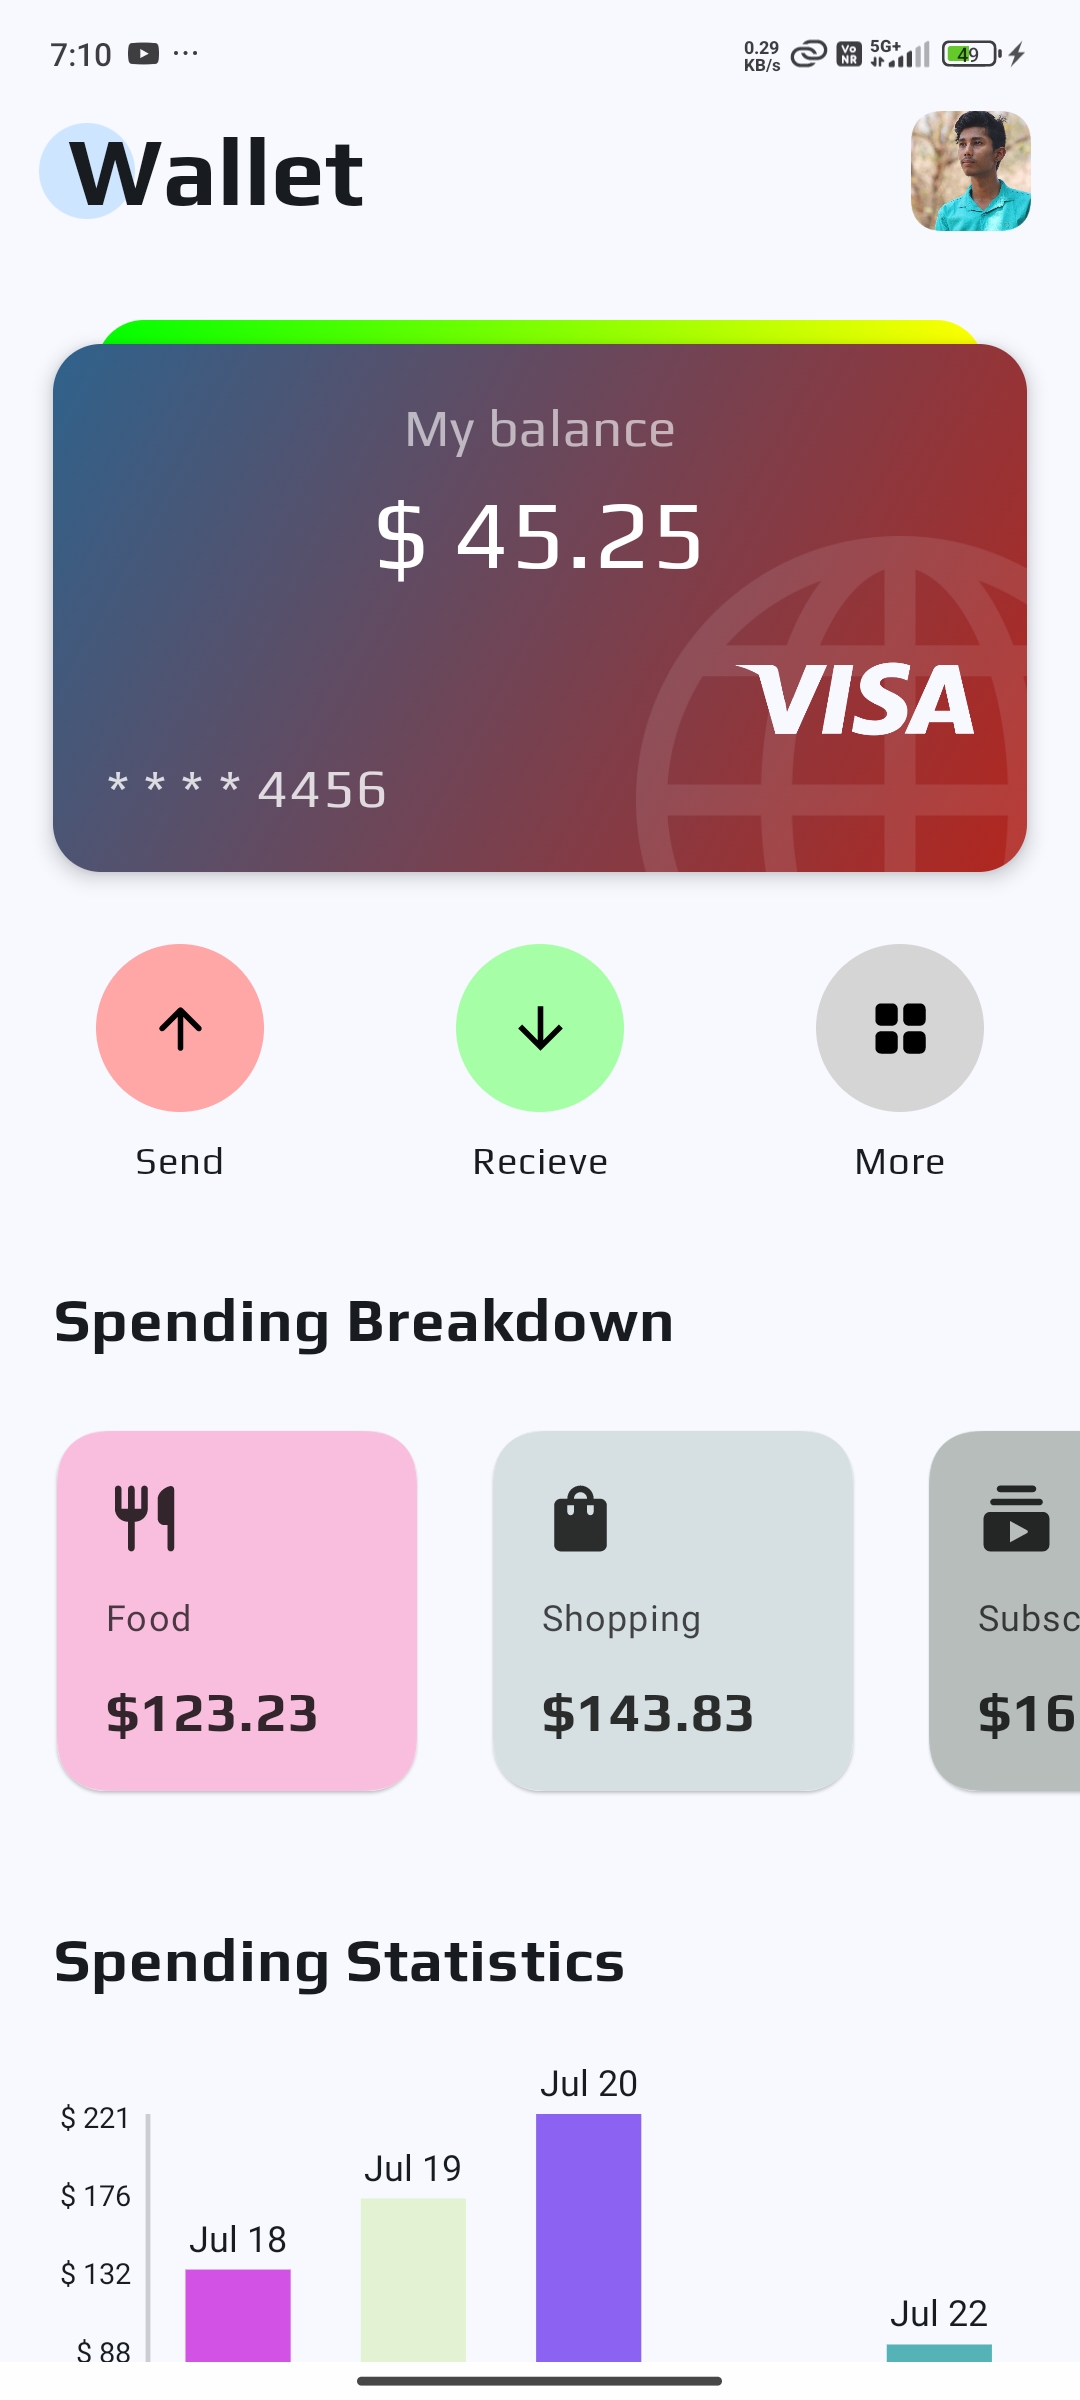 7:10
0.29
KB/s
Vo
NR
5G+
49
Wallet
My balance
$ 45.25
VISA
* * * * 4456
Send
Recieve
More
Spending Breakdown
Food
Shopping
Subsc
$123.23
$143.83
$16
Spending Statistics
Jul 20
$ 221
Jul 19
$ 176
Jul 18
$ 132
Jul 22
$ 88